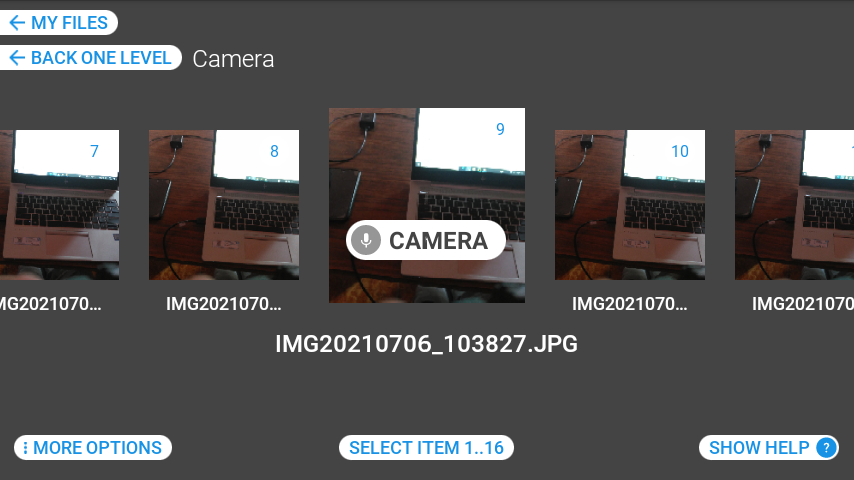 MY FILES
BACK ONE LEVEL Camera
7
8
9
10
CAMERA
MG2021070...
IMG2021070...
IMG2021070...
IMG2021070
IMG20210706_103827.JPG
MORE OPTIONS
SELECT ITEM 1..16
SHOW HELP ?